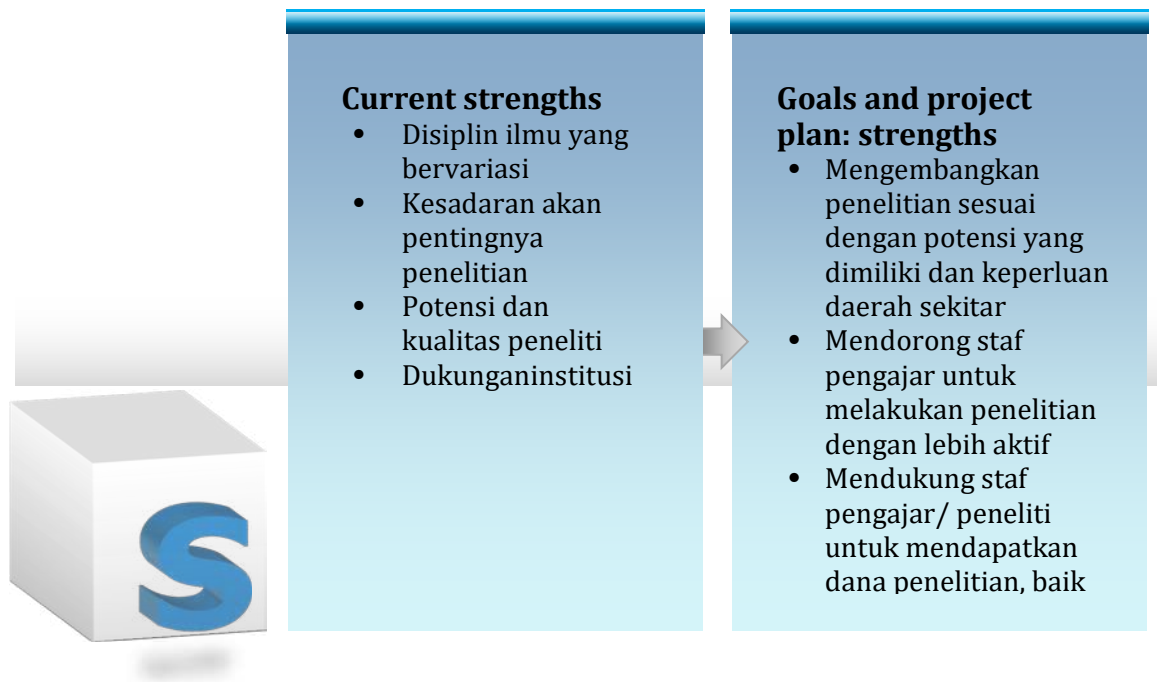 Current strengths
• Disiplin ilmu yang
bervariasi
• Kesadaran akan
pentingnya
penelitian
• Potensi dan
kualitas peneliti
• Dukunganinstitusi
Goals and project
plan: strengths
• Mengembangkan
penelitian sesuai
dengan potensi yang
dimiliki dan keperluan
daerah sekitar
• Mendorong staf
pengajar untuk
melakukan penelitian
dengan lebih aktif
• Mendukung staf
pengajar/ peneliti
untuk mendapatkan
dana penelitian, baik
S